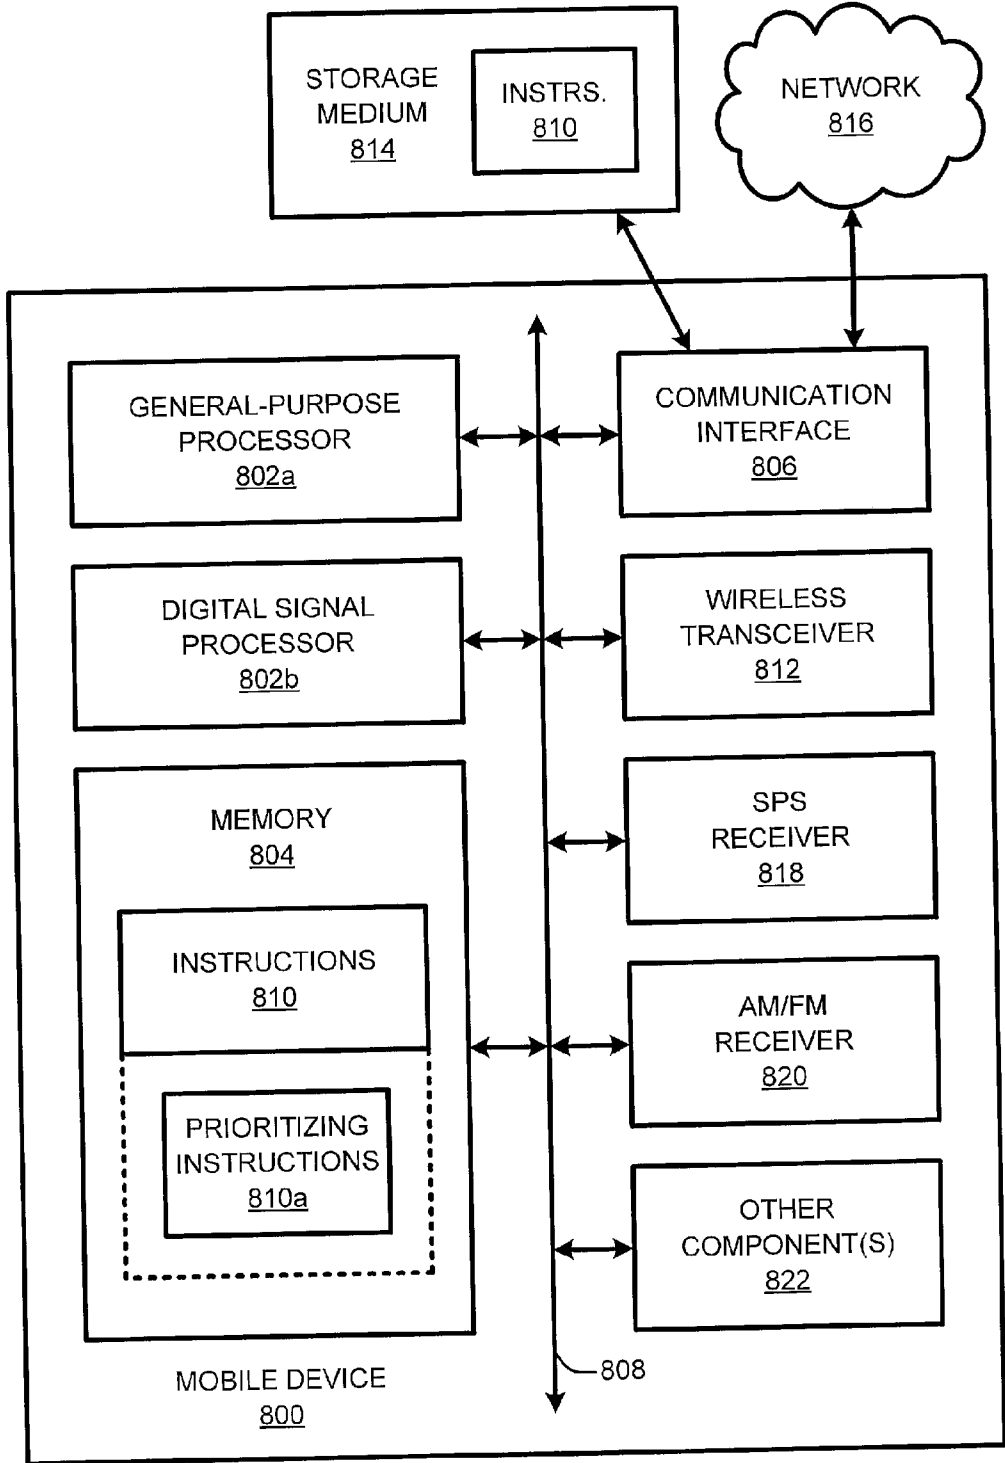 STORAGE
MEDIUM
814
INSTRS.
810
NETWORK
816
GENERAL-PURPOSE
PROCESSOR
802a
COMMUNICATION
INTERFACE
806
DIGITAL SIGNAL
PROCESSOR
802b
WIRELESS
TRANSCEIVER
812
MEMORY
804
SPS
RECEIVER
818
INSTRUCTIONS
810
AM/FM
RECEIVER
820
PRIORITIZING
INSTRUCTIONS
810a
OTHER
COMPONENT(S)
822
808
MOBILE DEVICE
800